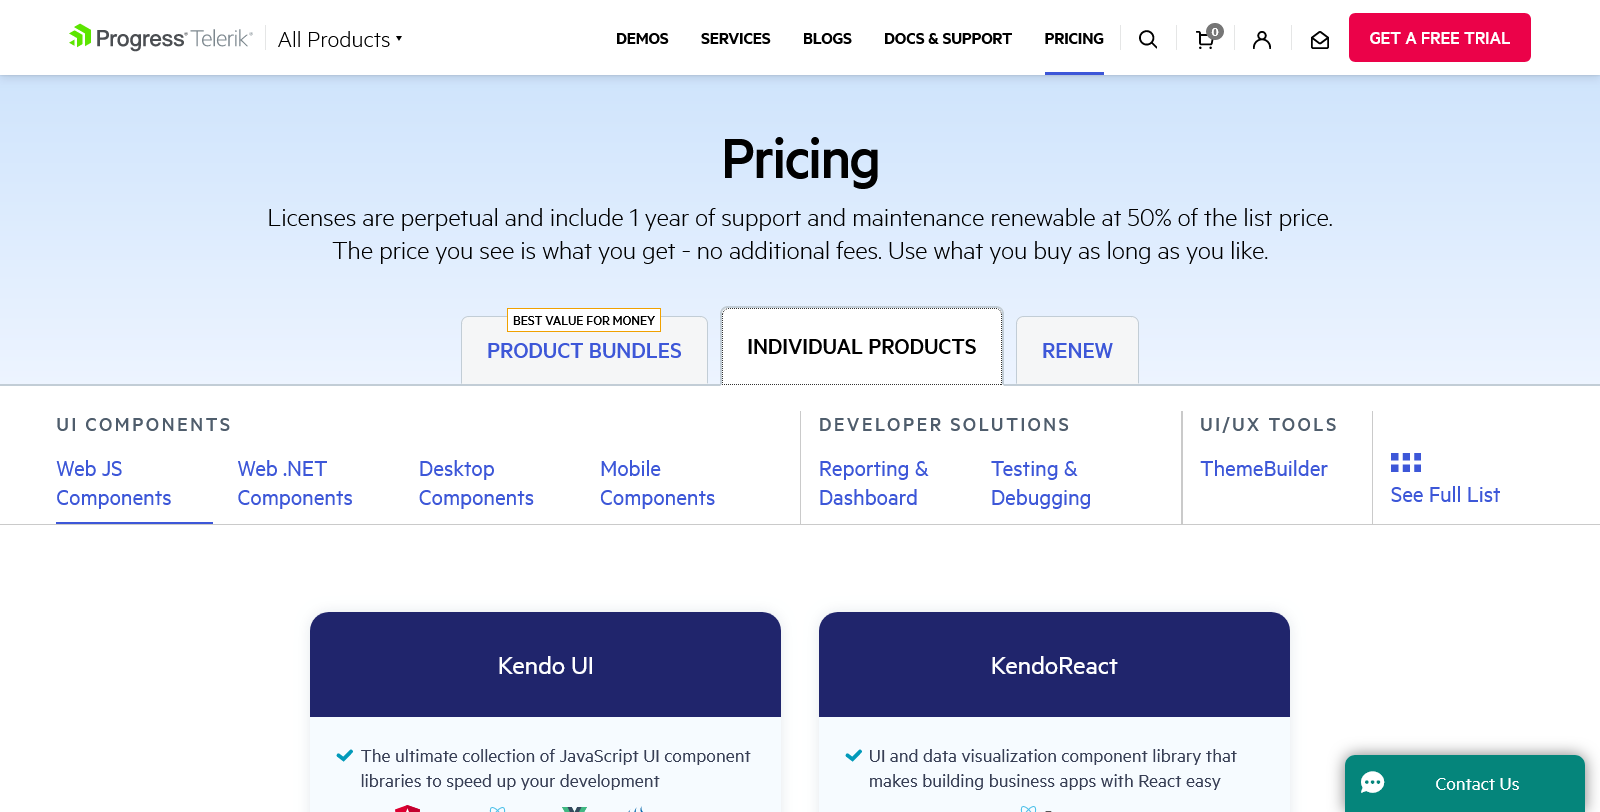 Progress Telerik
All Products
DEMOS
SERVICES
BLOGS
DOCS & SUPPORT
PRICING
0
GET A FREE TRIAL
Pricing
Licenses are perpetual and include 1 year of support and maintenance renewable at 50% of the list price.
The price you see is what you get - no additional fees. Use what you buy as long as you like.
BEST VALUE FOR MONEY
PRODUCT BUNDLES
INDIVIDUAL PRODUCTS
RENEW
UI COMPONENTS
Web JS
Components
Web .NET
Components
Desktop
Components
Mobile
Components
DEVELOPER SOLUTIONS
Reporting &
Dashboard
Testing &
Debugging
UI/UX TOOLS
ThemeBuilder
See Full List
Kendo UI
The ultimate collection of JavaScript UI component
libraries to speed up your development
KendoReact
UI and data visualization component library that
makes building business apps with React easy
Contact Us